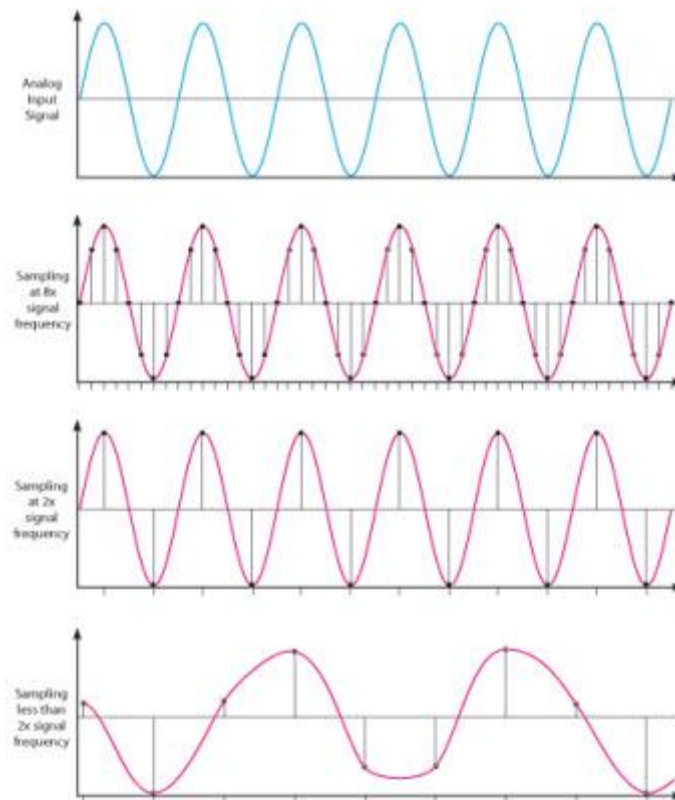 Analog
Input
Signal
Sampling
at 8x
signal
frequency
Sampling
at 2x
signal
frequency
Sampling
less than
2x signal
frequency